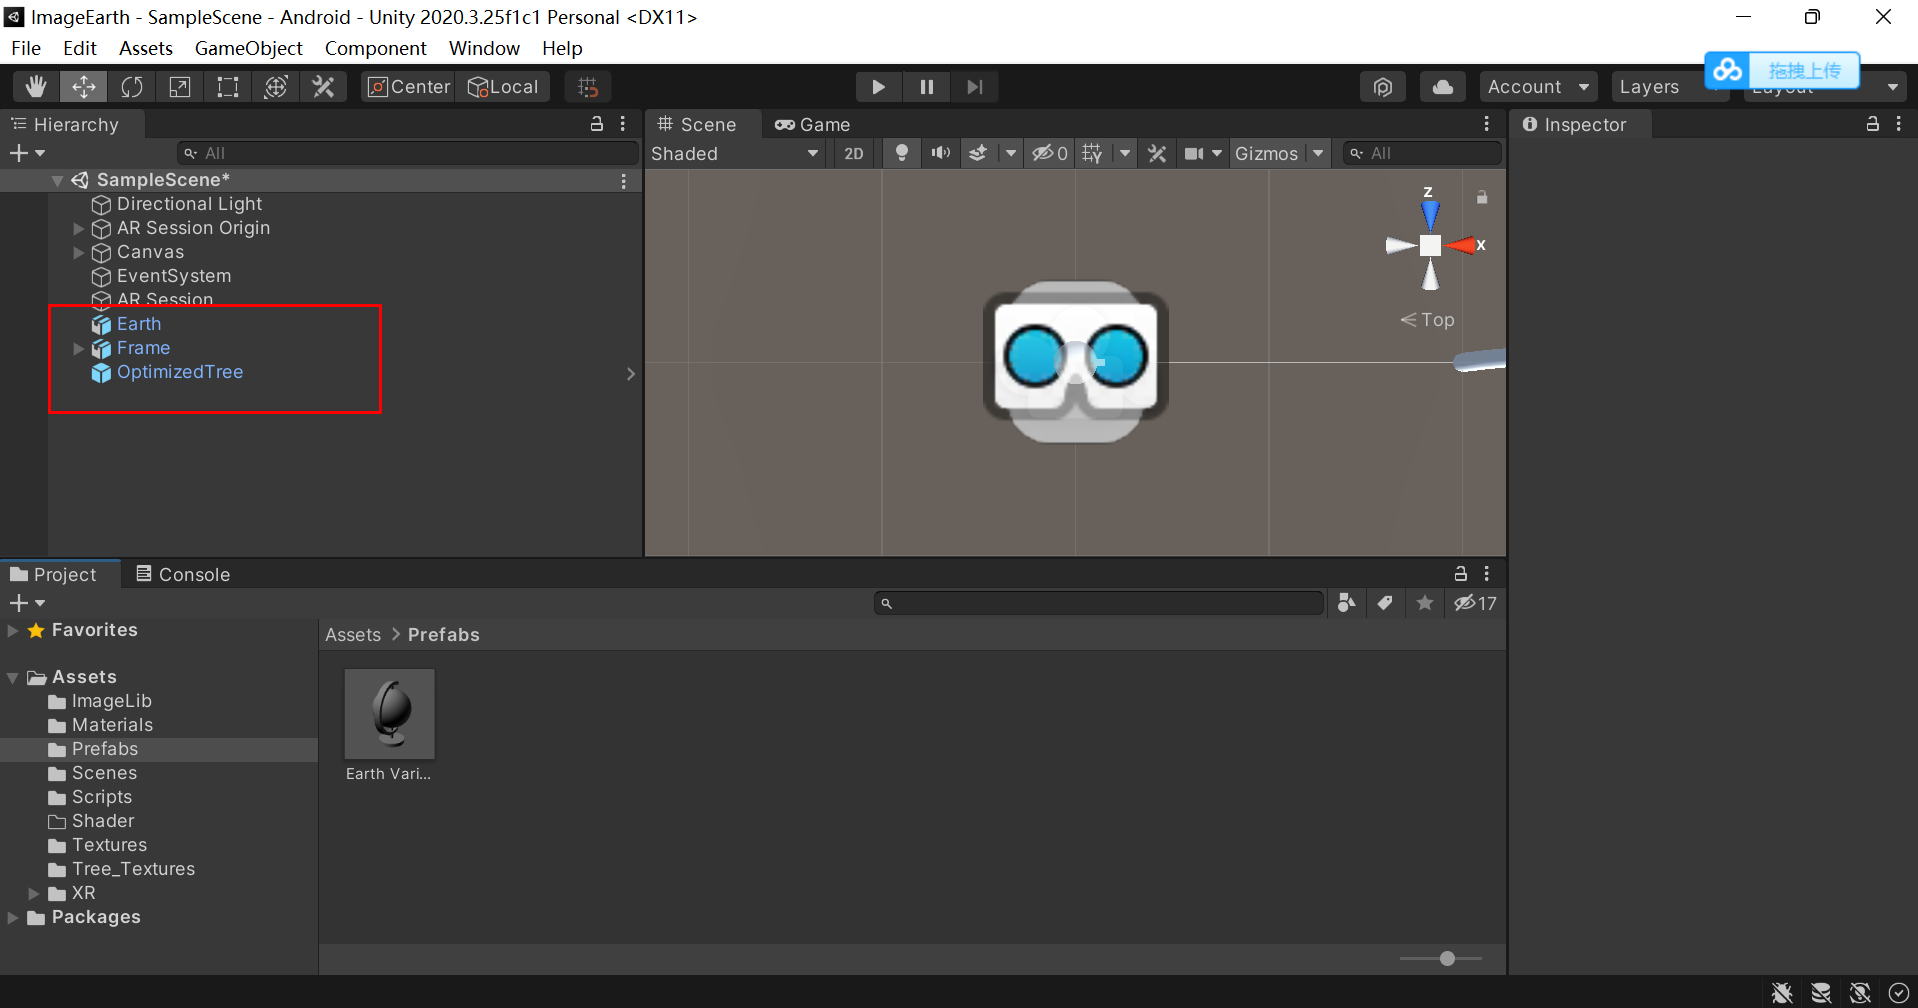 ImageEarth - SampleScene - Android - Unity 2020.3.25f1c1 Personal <DX11>
File Edit Assets GameObject Component Window Help
Center Local Account Layers Layout
拖拽上传
Hierarchy
All
SampleScene*
Directional Light
AR Session Origin
Canvas
EventSystem
AR Session
Earth
Frame
OptimizedTree
Scene Game
Shaded 2D 0 Gizmos All
z
x
Top
Inspector
Project Console
17
Favorites
Assets
ImageLib
Materials
Prefabs
Scenes
Scripts
Shader
Textures
Tree_Textures
XR
Packages
Assets > Prefabs
Earth Vari...